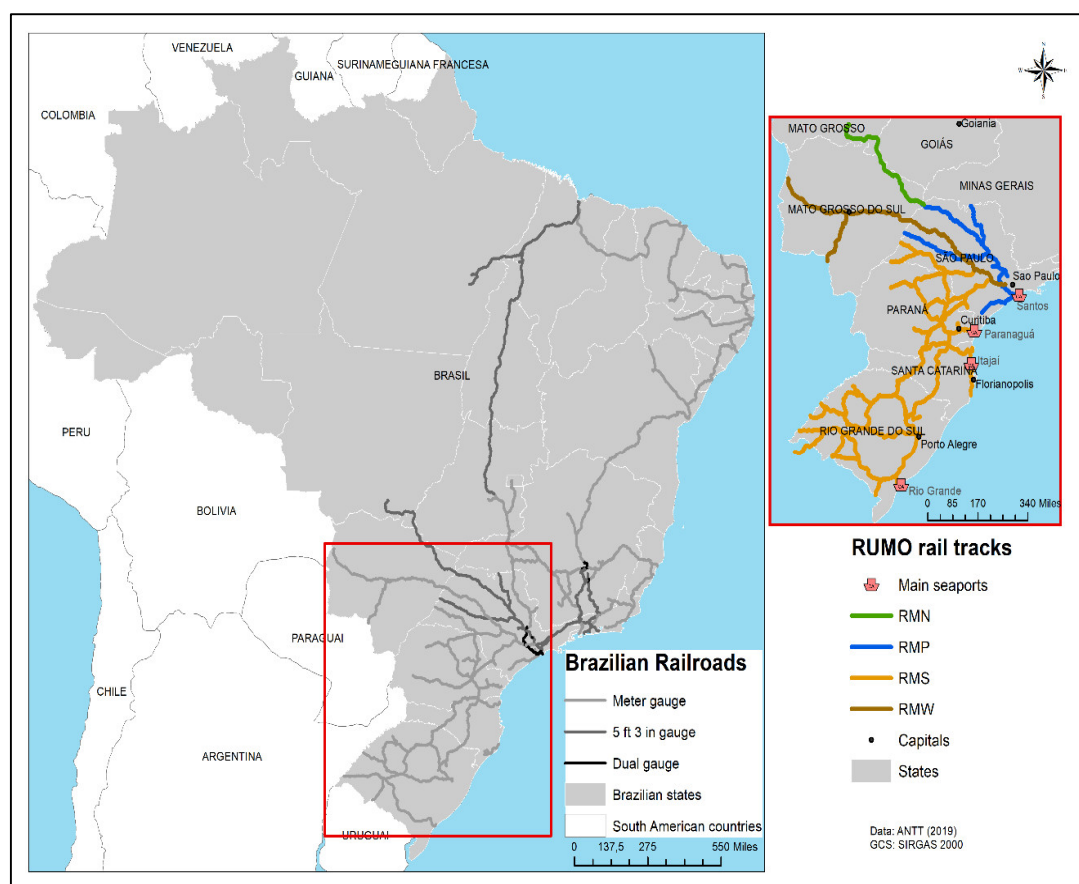 VENEZUELA
SURINAME
GUIANA FRANCESA
GUIANA
COLOMBIA
BRASIL
PERU
BOLIVIA
PARAGUAI
CHILE
ARGENTINA
URUGUAI
Brazilian Railroads
Meter gauge
5 ft 3 in gauge
Dual gauge
Brazilian states
South American countries
0 137,5 275 550 Miles
N
W E
S
MATO GROSSO
Goiania
GOIÁS
MINAS GERAIS
MATO GROSSO DO SUL
SÃO PAULO
Sao Paulo
Santos
PARANÁ
Curitiba
Paranaguá
Itajaí
SANTA CATARINA
Florianopolis
RIO GRANDE DO SUL
Porto Alegre
Rio Grande
0 85 170 340 Miles
RUMO rail tracks
Main seaports
RMN
RMP
RMS
RMW
Capitals
States
Data: ANTT (2019)
GCS: SIRGAS 2000